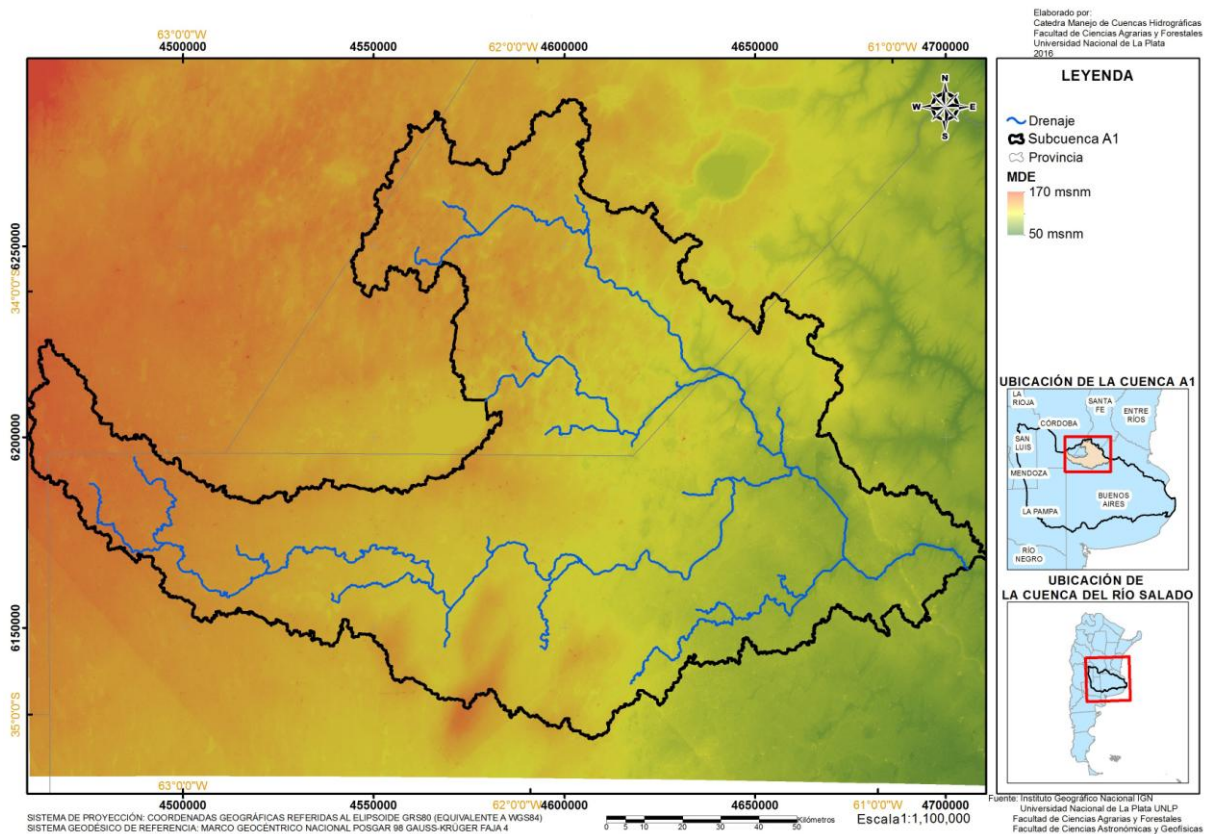 Elaborado por:
Catedra Manejo de Cuencas Hidrográficas
Facultad de Ciencias Agrarias y Forestales
Universidad Nacional de La Plata
2016
63°0'0"W
62°0'0"W
61°0'0"W
4500000
4550000
4600000
4650000
4700000
6250000
34°0'0"S
6200000
6150000
35°0'0"S
N
W
E
S
LEYENDA
Drenaje
Subcuenca A1
Provincia
MDE
170 msnm
50 msnm
UBICACIÓN DE LA CUENCA A1
LA RIOJA
SANTA FE
ENTRE RÍOS
CÓRDOBA
SAN LUIS
MENDOZA
BUENOS AIRES
LA PAMPA
RÍO NEGRO
UBICACIÓN DE
LA CUENCA DEL RÍO SALADO
63°0'0"W
62°0'0"W
61°0'0"W
4500000
4550000
4600000
4650000
4700000
SISTEMA DE PROYECCIÓN: COORDENADAS GEOGRÁFICAS REFERIDAS AL ELIPSOIDE GRS80 (EQUIVALENTE A WGS84)
SISTEMA GEODÉSICO DE REFERENCIA: MARCO GEOCÉNTRICO NACIONAL POSGAR 98 GAUSS-KRÜGER FAJA 4
Kilómetros
0 5 10 20 30 40 50
Escala1:1,100,000
Fuente: Instituto Geográfico Nacional IGN
Universidad Nacional de La Plata UNLP
Facultad de Ciencias Agrarias y Forestales
Facultad de Ciencias Astronómicas y Geofísicas